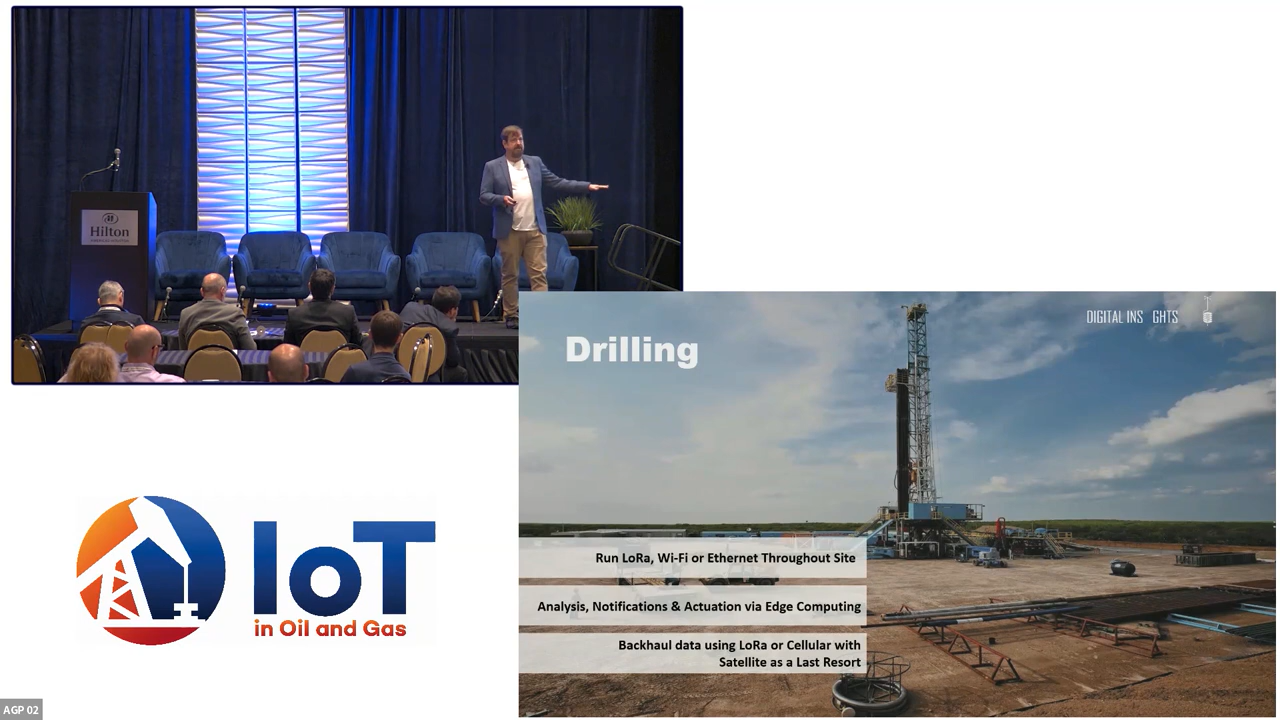 Hilton
DIGITAL INS GHTS
Drilling
Run LoRa, Wi-Fi or Ethernet Throughout Site
Analysis, Notifications & Actuation via Edge Computing
Backhaul data using LoRa or Cellular with
Satellite as a Last Resort
IoT
in Oil and Gas
AGP 02